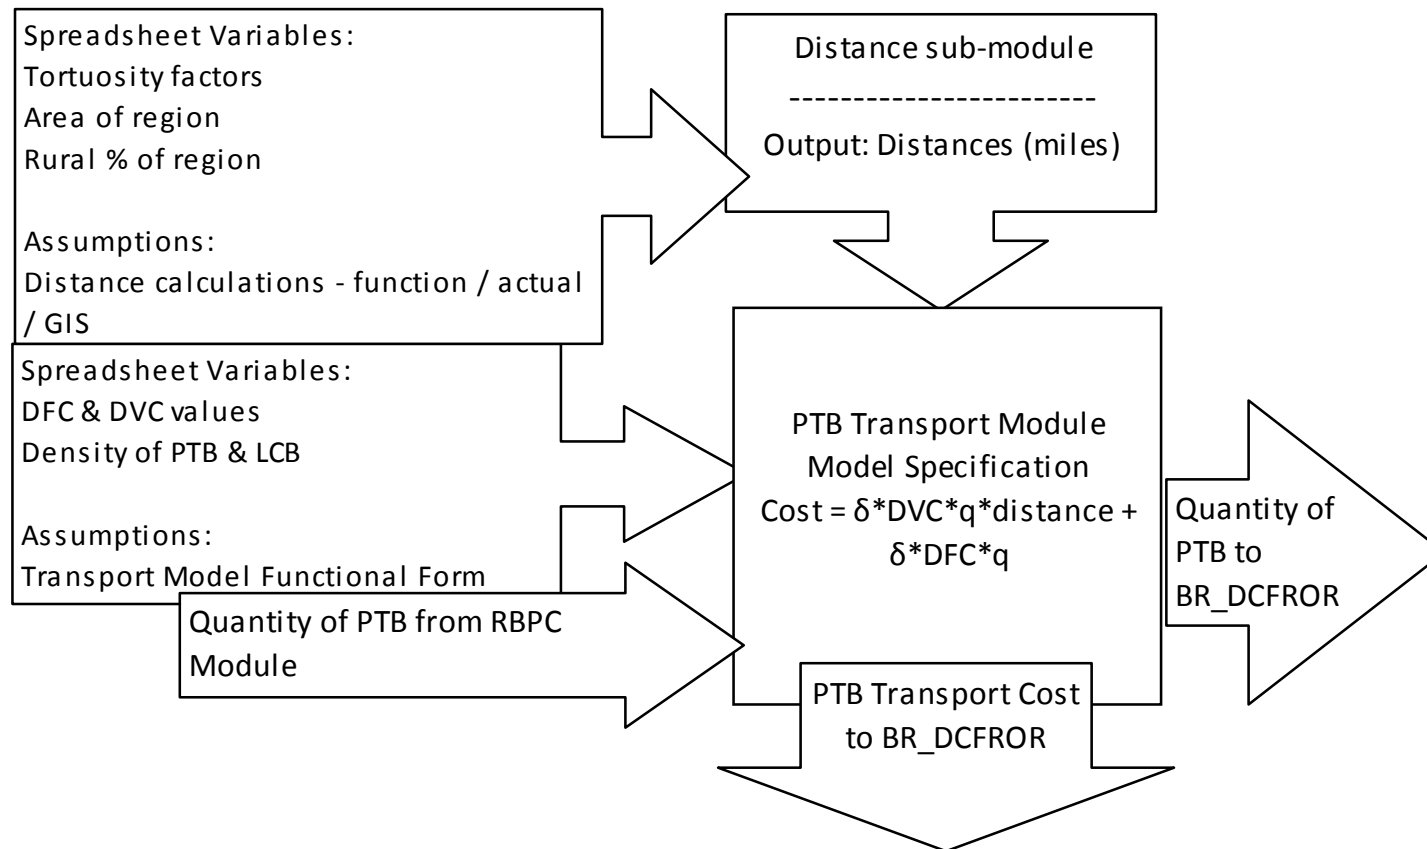 Spreadsheet Variables:
Tortuosity factors
Area of region
Rural % of region
Assumptions:
Distance calculations - function / actual
/ GIS
Distance sub-module
------------------------
Output: Distances (miles)
Spreadsheet Variables:
DFC & DVC values
Density of PTB & LCB
Assumptions:
Transport Model Functional Form
Quantity of PTB from RBPC
Module
PTB Transport Module
Model Specification
Cost = δ*DVC*q*distance +
δ*DFC*q
Quantity of
PTB to
BR_DCFROR
PTB Transport Cost
to BR_DCFROR